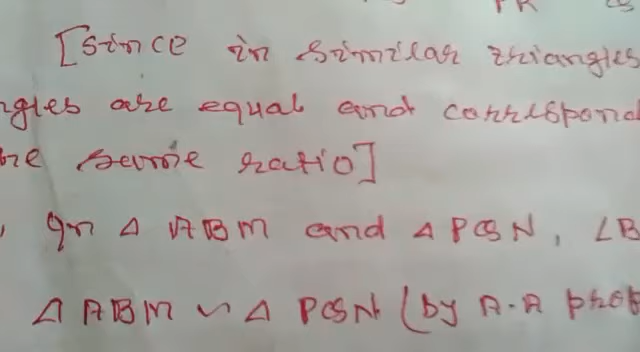 PR
[Since in similar triangles
ngles are equal and correspond
same ratio]
In Δ ABM and Δ PQN, ∠B
Δ ABM ∽ Δ PQN (by A.A prop